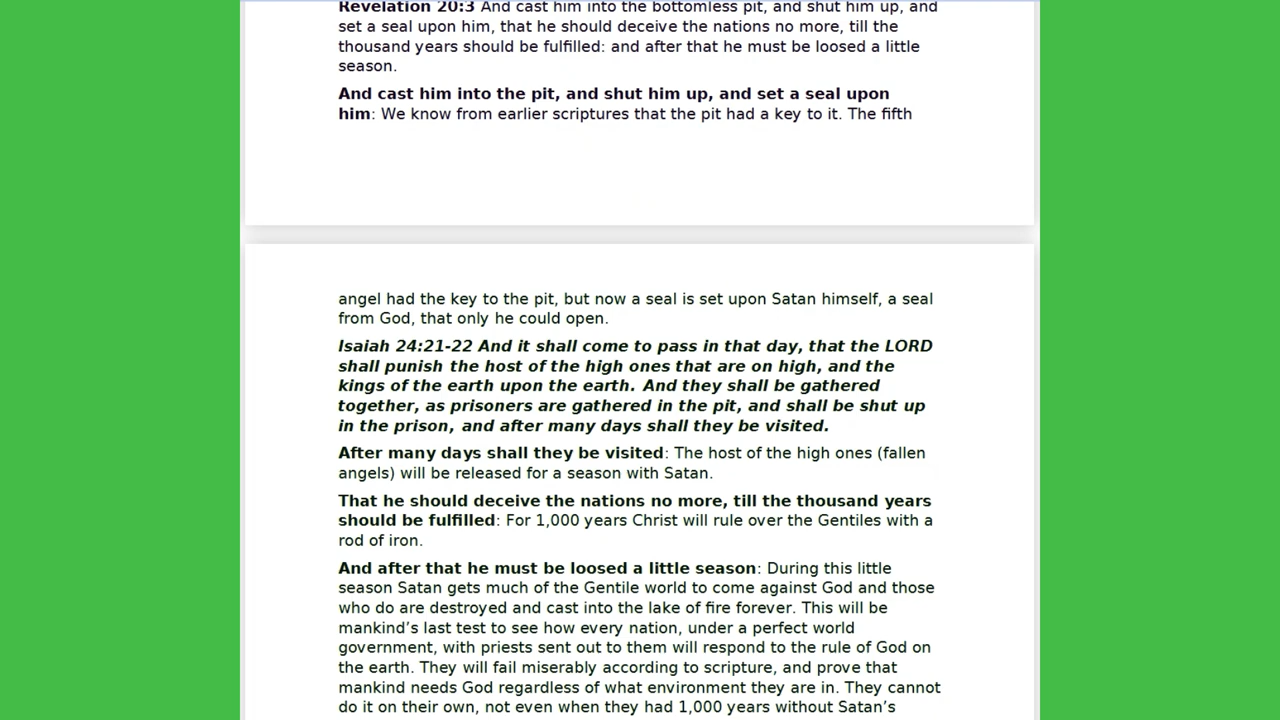 Revelation 20:3 And cast him into the bottomless pit, and shut him up, and
set a seal upon him, that he should deceive the nations no more, till the
thousand years should be fulfilled: and after that he must be loosed a little
season.
And cast him into the pit, and shut him up, and set a seal upon
him: We know from earlier scriptures that the pit had a key to it. The fifth
angel had the key to the pit, but now a seal is set upon Satan himself, a seal
from God, that only he could open.
Isaiah 24:21-22 And it shall come to pass in that day, that the LORD
shall punish the host of the high ones that are on high, and the
kings of the earth upon the earth. And they shall be gathered
together, as prisoners are gathered in the pit, and shall be shut up
in the prison, and after many days shall they be visited.
After many days shall they be visited: The host of the high ones (fallen
angels) will be released for a season with Satan.
That he should deceive the nations no more, till the thousand years
should be fulfilled: For 1,000 years Christ will rule over the Gentiles with a
rod of iron.
And after that he must be loosed a little season: During this little
season Satan gets much of the Gentile world to come against God and those
who do are destroyed and cast into the lake of fire forever. This will be
mankind’s last test to see how every nation, under a perfect world
government, with priests sent out to them will respond to the rule of God on
the earth. They will fail miserably according to scripture, and prove that
mankind needs God regardless of what environment they are in. They cannot
do it on their own, not even when they had 1,000 years without Satan’s